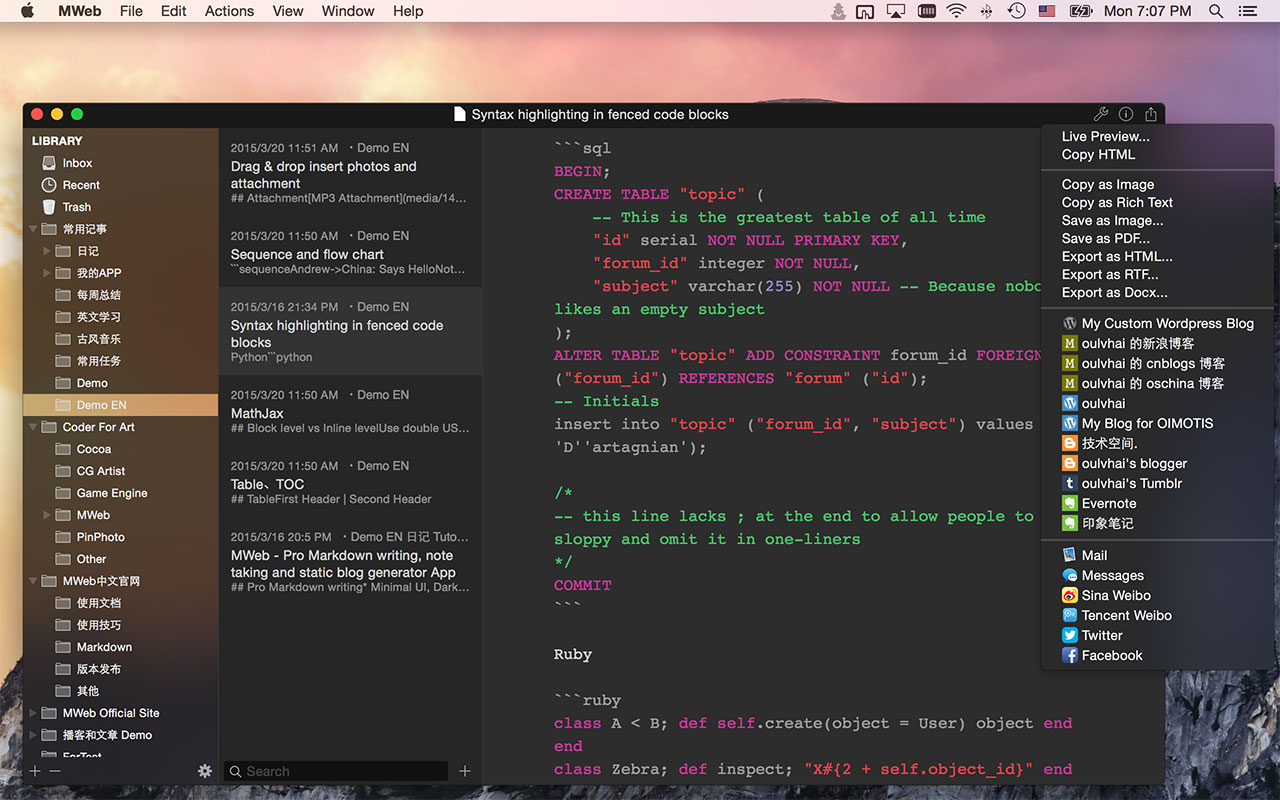 MWeb File Edit Actions View Window Help Mon 7:07 PM
Syntax highlighting in fenced code blocks
LIBRARY
Inbox
Recent
Trash
常用记事
日记
我的APP
每周总结
英文学习
古风音乐
常用任务
Demo
Demo EN
Coder For Art
Cocoa
CG Artist
Game Engine
MWeb
PinPhoto
Other
MWeb中文官网
使用文档
使用技巧
Markdown
版本发布
其他
MWeb Official Site
播客和文章 Demo
ForTest
2015/3/20 11:51 AM ・Demo EN
Drag & drop insert photos and
attachment
## Attachment[MP3 Attachment](media/14...
2015/3/20 11:50 AM ・Demo EN
Sequence and flow chart
```sequenceAndrew->China: Says HelloNot...
2015/3/16 21:34 PM ・Demo EN
Syntax highlighting in fenced code
blocks
Python```python
2015/3/20 11:50 AM ・Demo EN
MathJax
## Block level vs Inline levelUse double US...
2015/3/20 11:50 AM ・Demo EN
Table、TOC
## TableFirst Header | Second Header
2015/3/16 20:5 PM ・Demo EN 日记 Tuto...
MWeb - Pro Markdown writing, note
taking and static blog generator App
## Pro Markdown writing* Minimal UI, Dark...
Search
```sql
BEGIN;
CREATE TABLE "topic" (
-- This is the greatest table of all time
"id" serial NOT NULL PRIMARY KEY,
"forum_id" integer NOT NULL,
"subject" varchar(255) NOT NULL -- Because nobo
likes an empty subject
);
ALTER TABLE "topic" ADD CONSTRAINT forum_id FOREIGN
("forum_id") REFERENCES "forum" ("id");
-- Initials
insert into "topic" ("forum_id", "subject") values
'D''artagnian');
/*
-- this line lacks ; at the end to allow people to
sloppy and omit it in one-liners
*/
COMMIT
```
Ruby
```ruby
class A < B; def self.create(object = User) object end
end
class Zebra; def inspect; "X#{2 + self.object_id}" end
Live Preview...
Copy HTML
Copy as Image
Copy as Rich Text
Save as Image...
Save as PDF...
Export as HTML...
Export as RTF...
Export as Docx...
My Custom Wordpress Blog
oulvhai 的新浪博客
oulvhai 的 cnblogs 博客
oulvhai 的 oschina 博客
oulvhai
My Blog for OIMOTIS
技术空间.
oulvhai's blogger
oulvhai's Tumblr
Evernote
印象笔记
Mail
Messages
Sina Weibo
Tencent Weibo
Twitter
Facebook